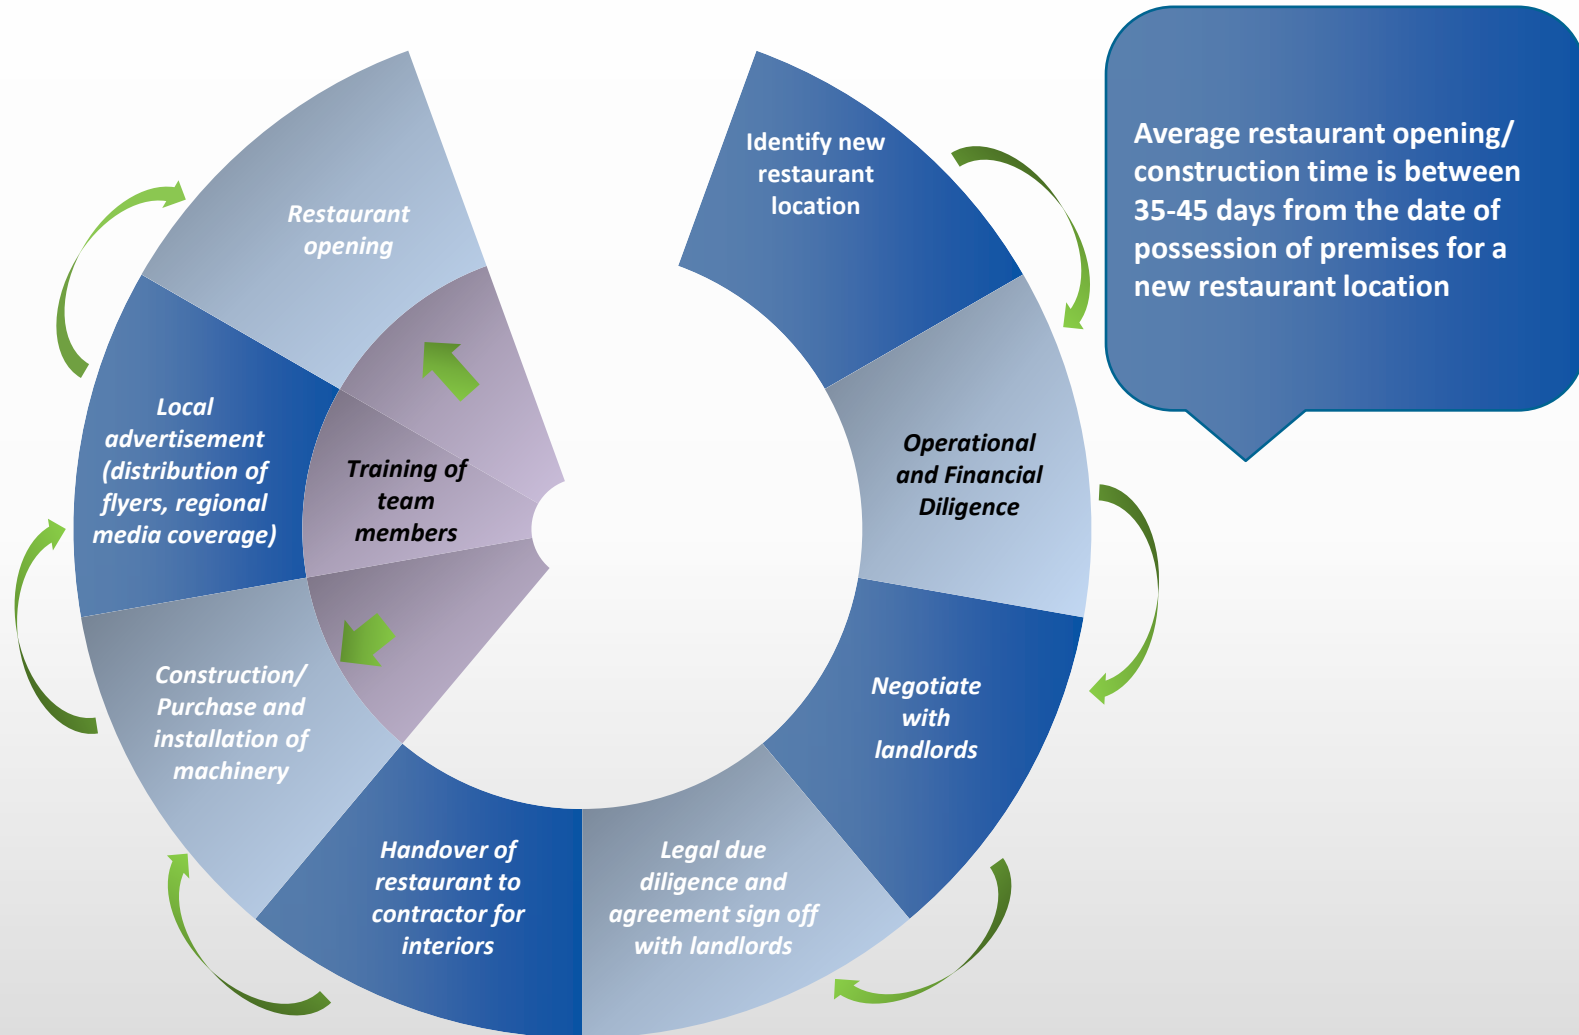 Identify new
restaurant
location
Average restaurant opening/
construction time is between
35-45 days from the date of
possession of premises for a
new restaurant location
Operational
and Financial
Diligence
Negotiate
with
landlords
Legal due
diligence and
agreement sign off
with landlords
Handover of
restaurant to
contractor for
interiors
Construction/
Purchase and
installation of
machinery
Local
advertisement
(distribution of
flyers, regional
media coverage)
Training of
team
members
Restaurant
opening